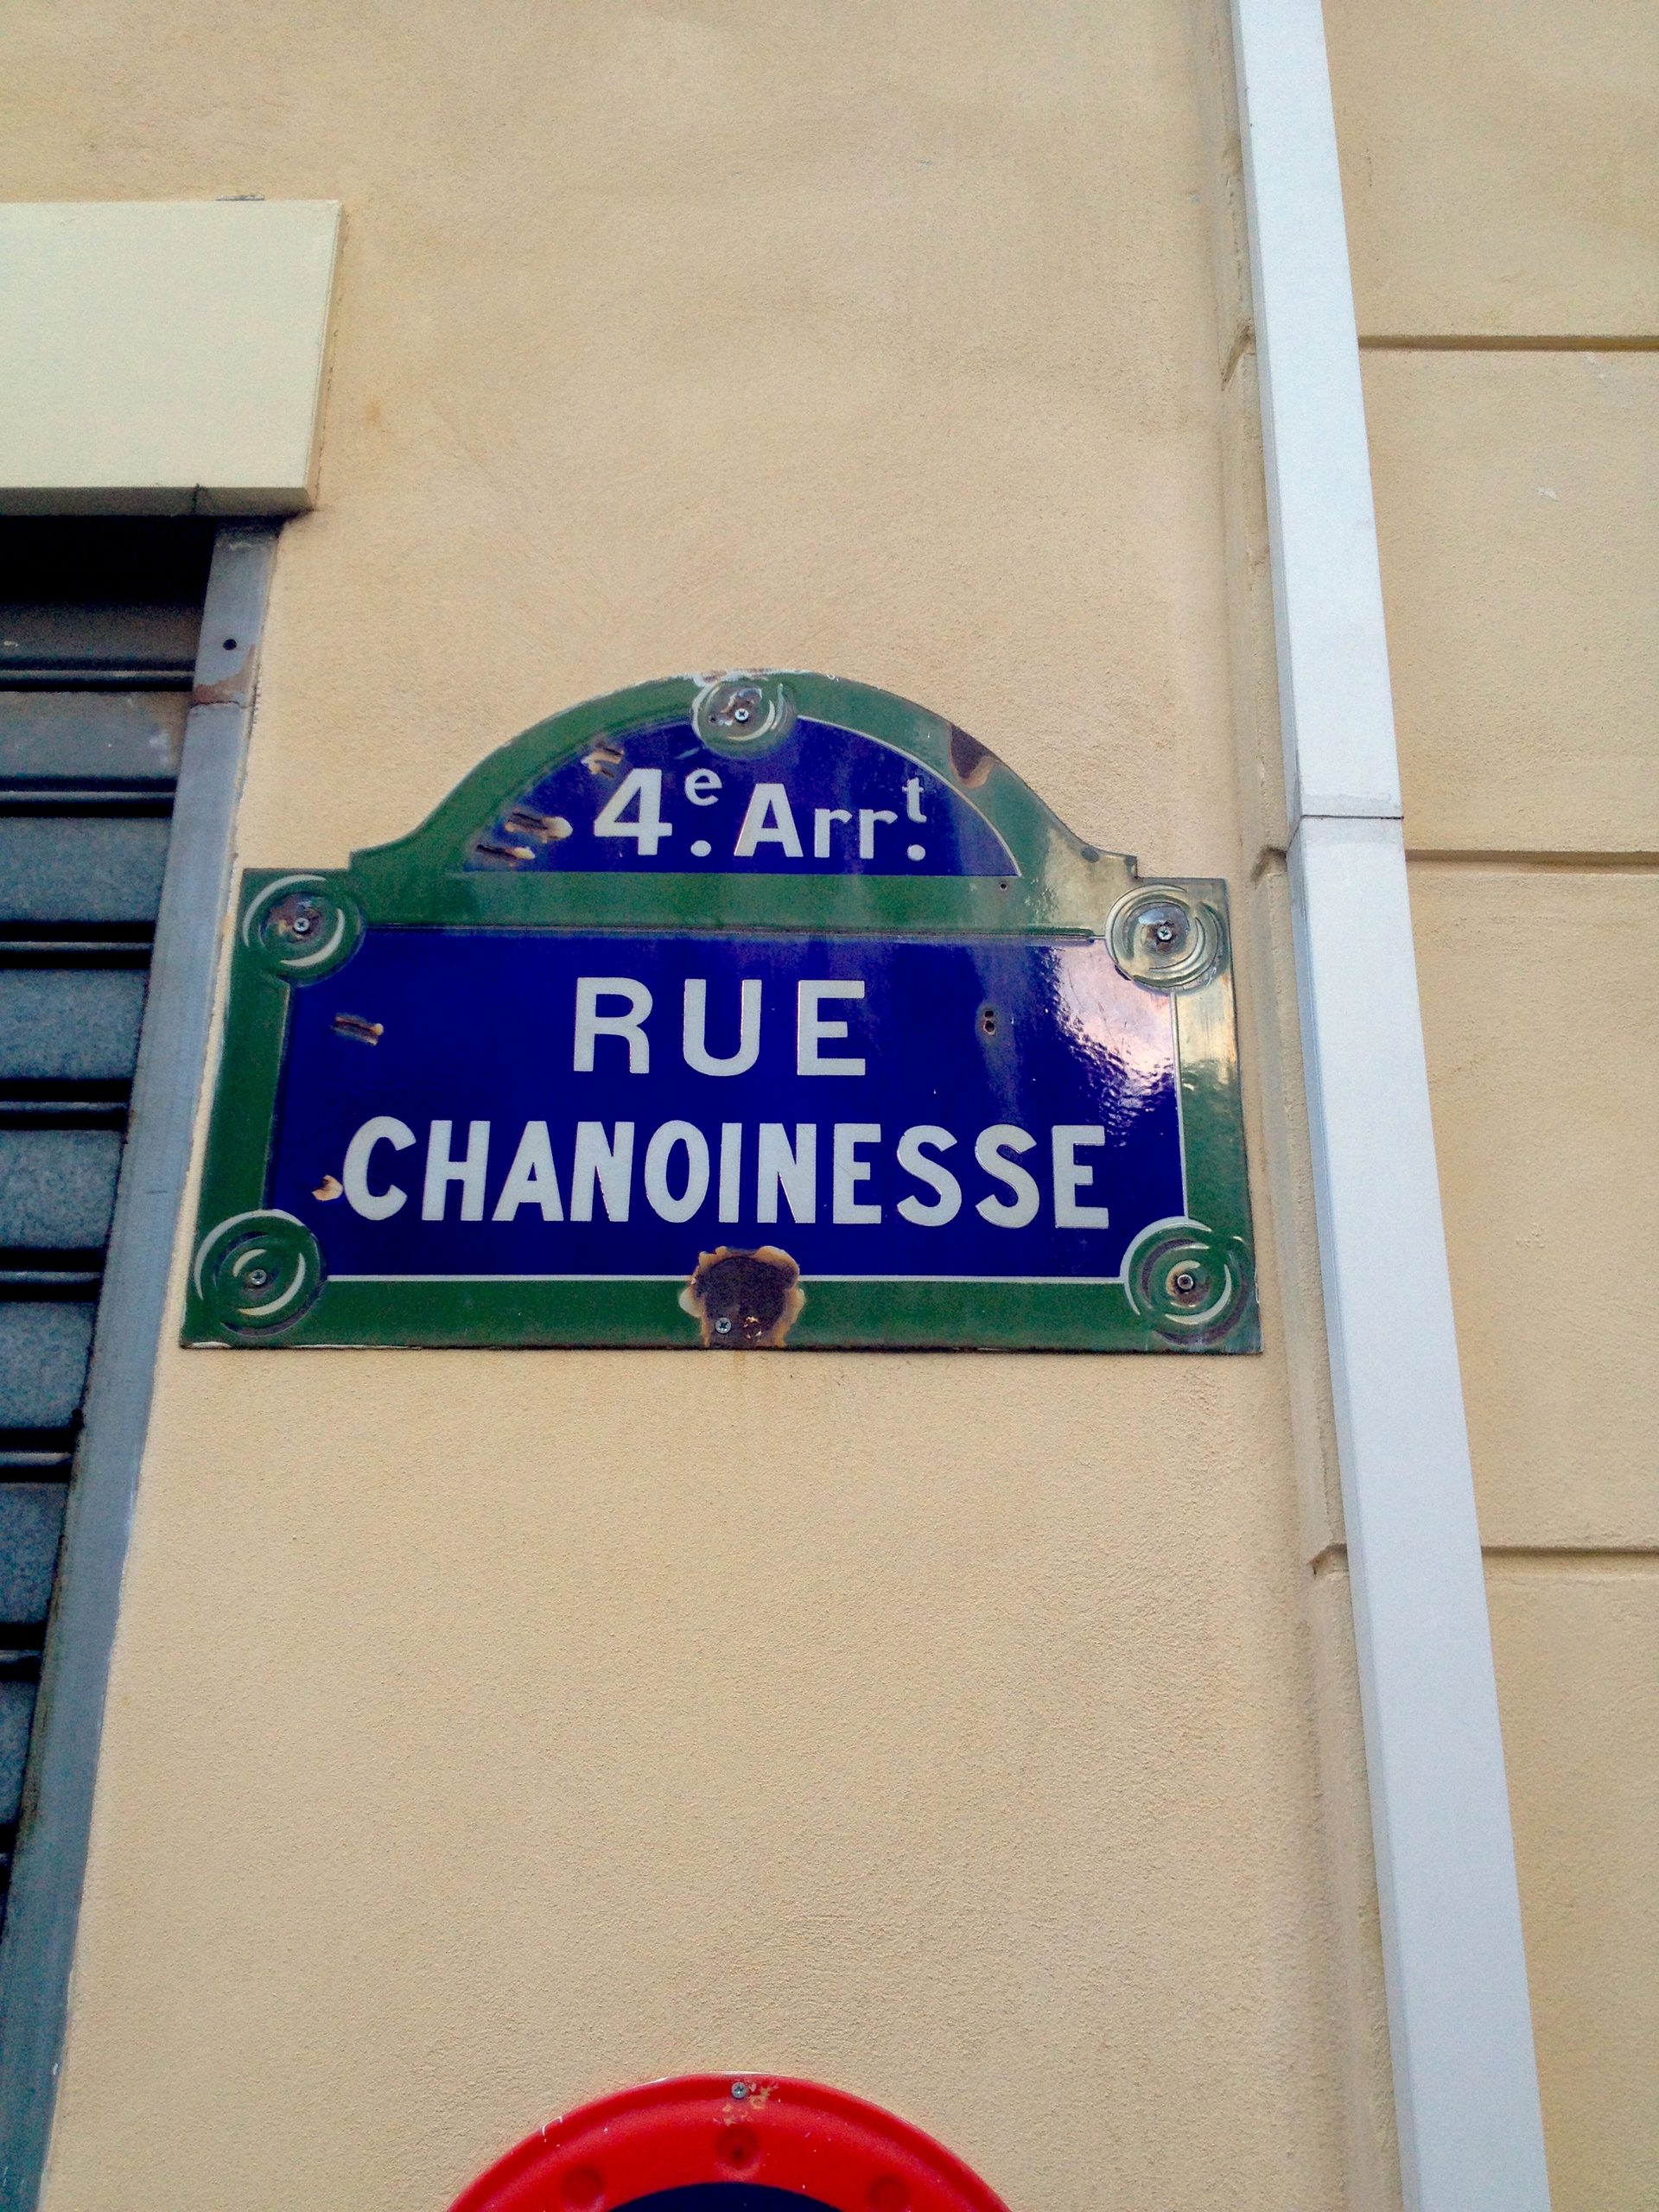 4ᵉ. Arrᵗ.
RUE
CHANOINESSE